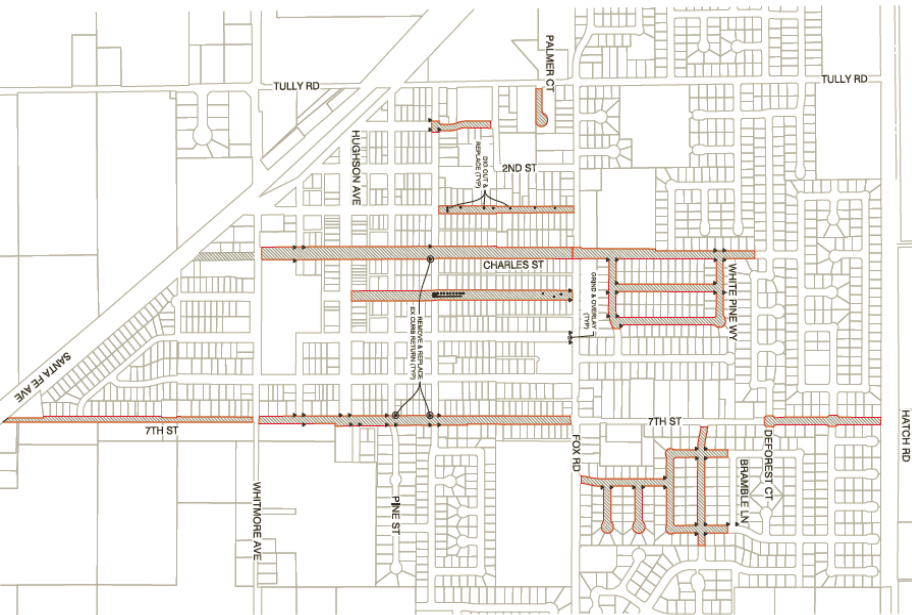 PALMER CT
TULLY RD
TULLY RD
HUGHSON AVE
DIG OUT &
REPLACE (TYP)
2ND ST
CHARLES ST
GRIND & OVERLAY
(TYP)
WHITE PINE WY
REMOVE & REPLACE
EX CURB RETURN (TYP)
SANTA FE AVE
7TH ST
7TH ST
HATCH RD
FOX RD
DEFOREST CT
BRAMBLE LN
WHITMORE AVE
PINE ST